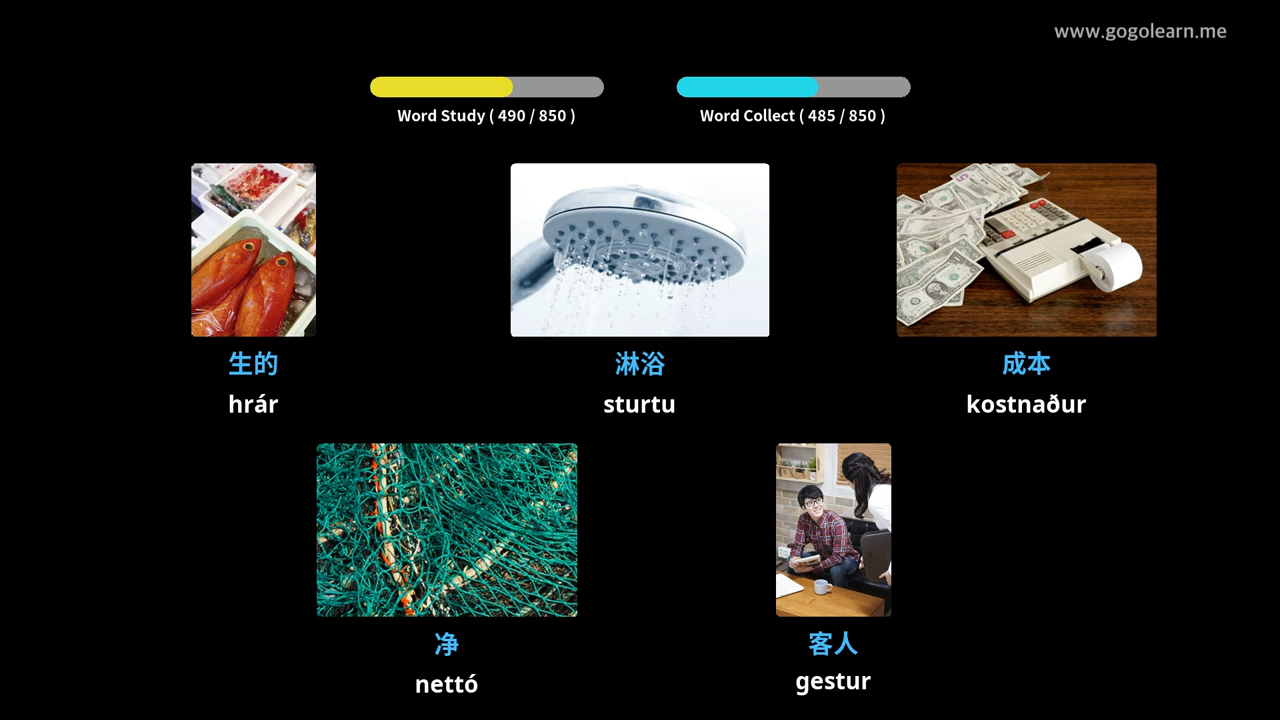 www.gogolearn.me
Word Study ( 490 / 850 )
Word Collect ( 485 / 850 )
生的
hrár
淋浴
sturtu
成本
kostnaður
净
nettó
客人
gestur